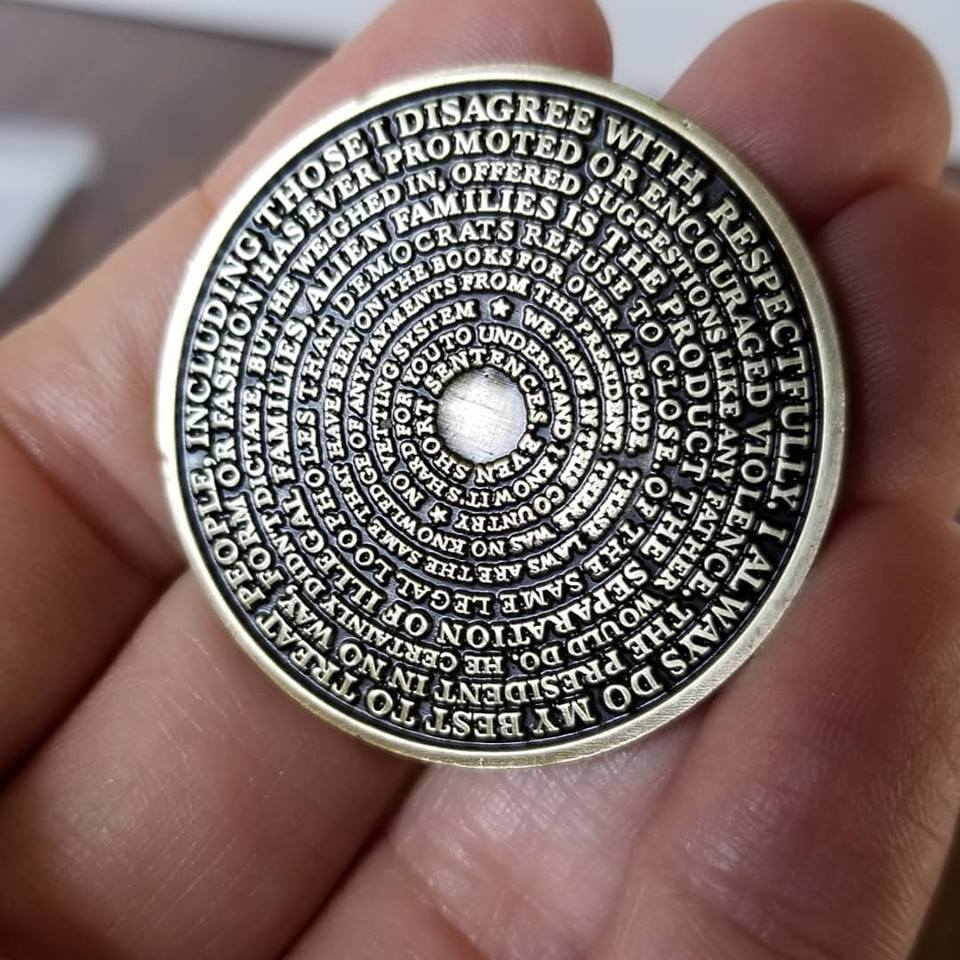 I ALWAYS DO MY BEST TO TREAT PEOPLE, INCLUDING THOSE I DISAGREE WITH, RESPECTFULLY.
THE PRESIDENT IN NO WAY, FORM OR FASHION HAS EVER PROMOTED OR ENCOURAGED VIOLENCE.
HE CERTAINLY DIDN'T DICTATE, BUT HE WEIGHED IN, OFFERED SUGGESTIONS LIKE ANY FATHER WOULD DO.
THE SEPARATION OF ILLEGAL FAMILIES, ALIEN FAMILIES IS THE PRODUCT
OF THE SAME LEGAL LOOPHOLES THAT DEMOCRATS REFUSE TO CLOSE.
THESE LAWS ARE THE SAME THAT HAVE BEEN ON THE BOOKS FOR OVER A DECADE.
THERE WAS NO KNOWLEDGE OF ANY PAYMENTS FROM THE PRESIDENT.
★ WE HAVE IN THIS COUNTRY ★ NO VETTING SYSTEM
I KNOW IT'S HARD FOR YOU TO UNDERSTAND
EVEN SHORT SENTENCES